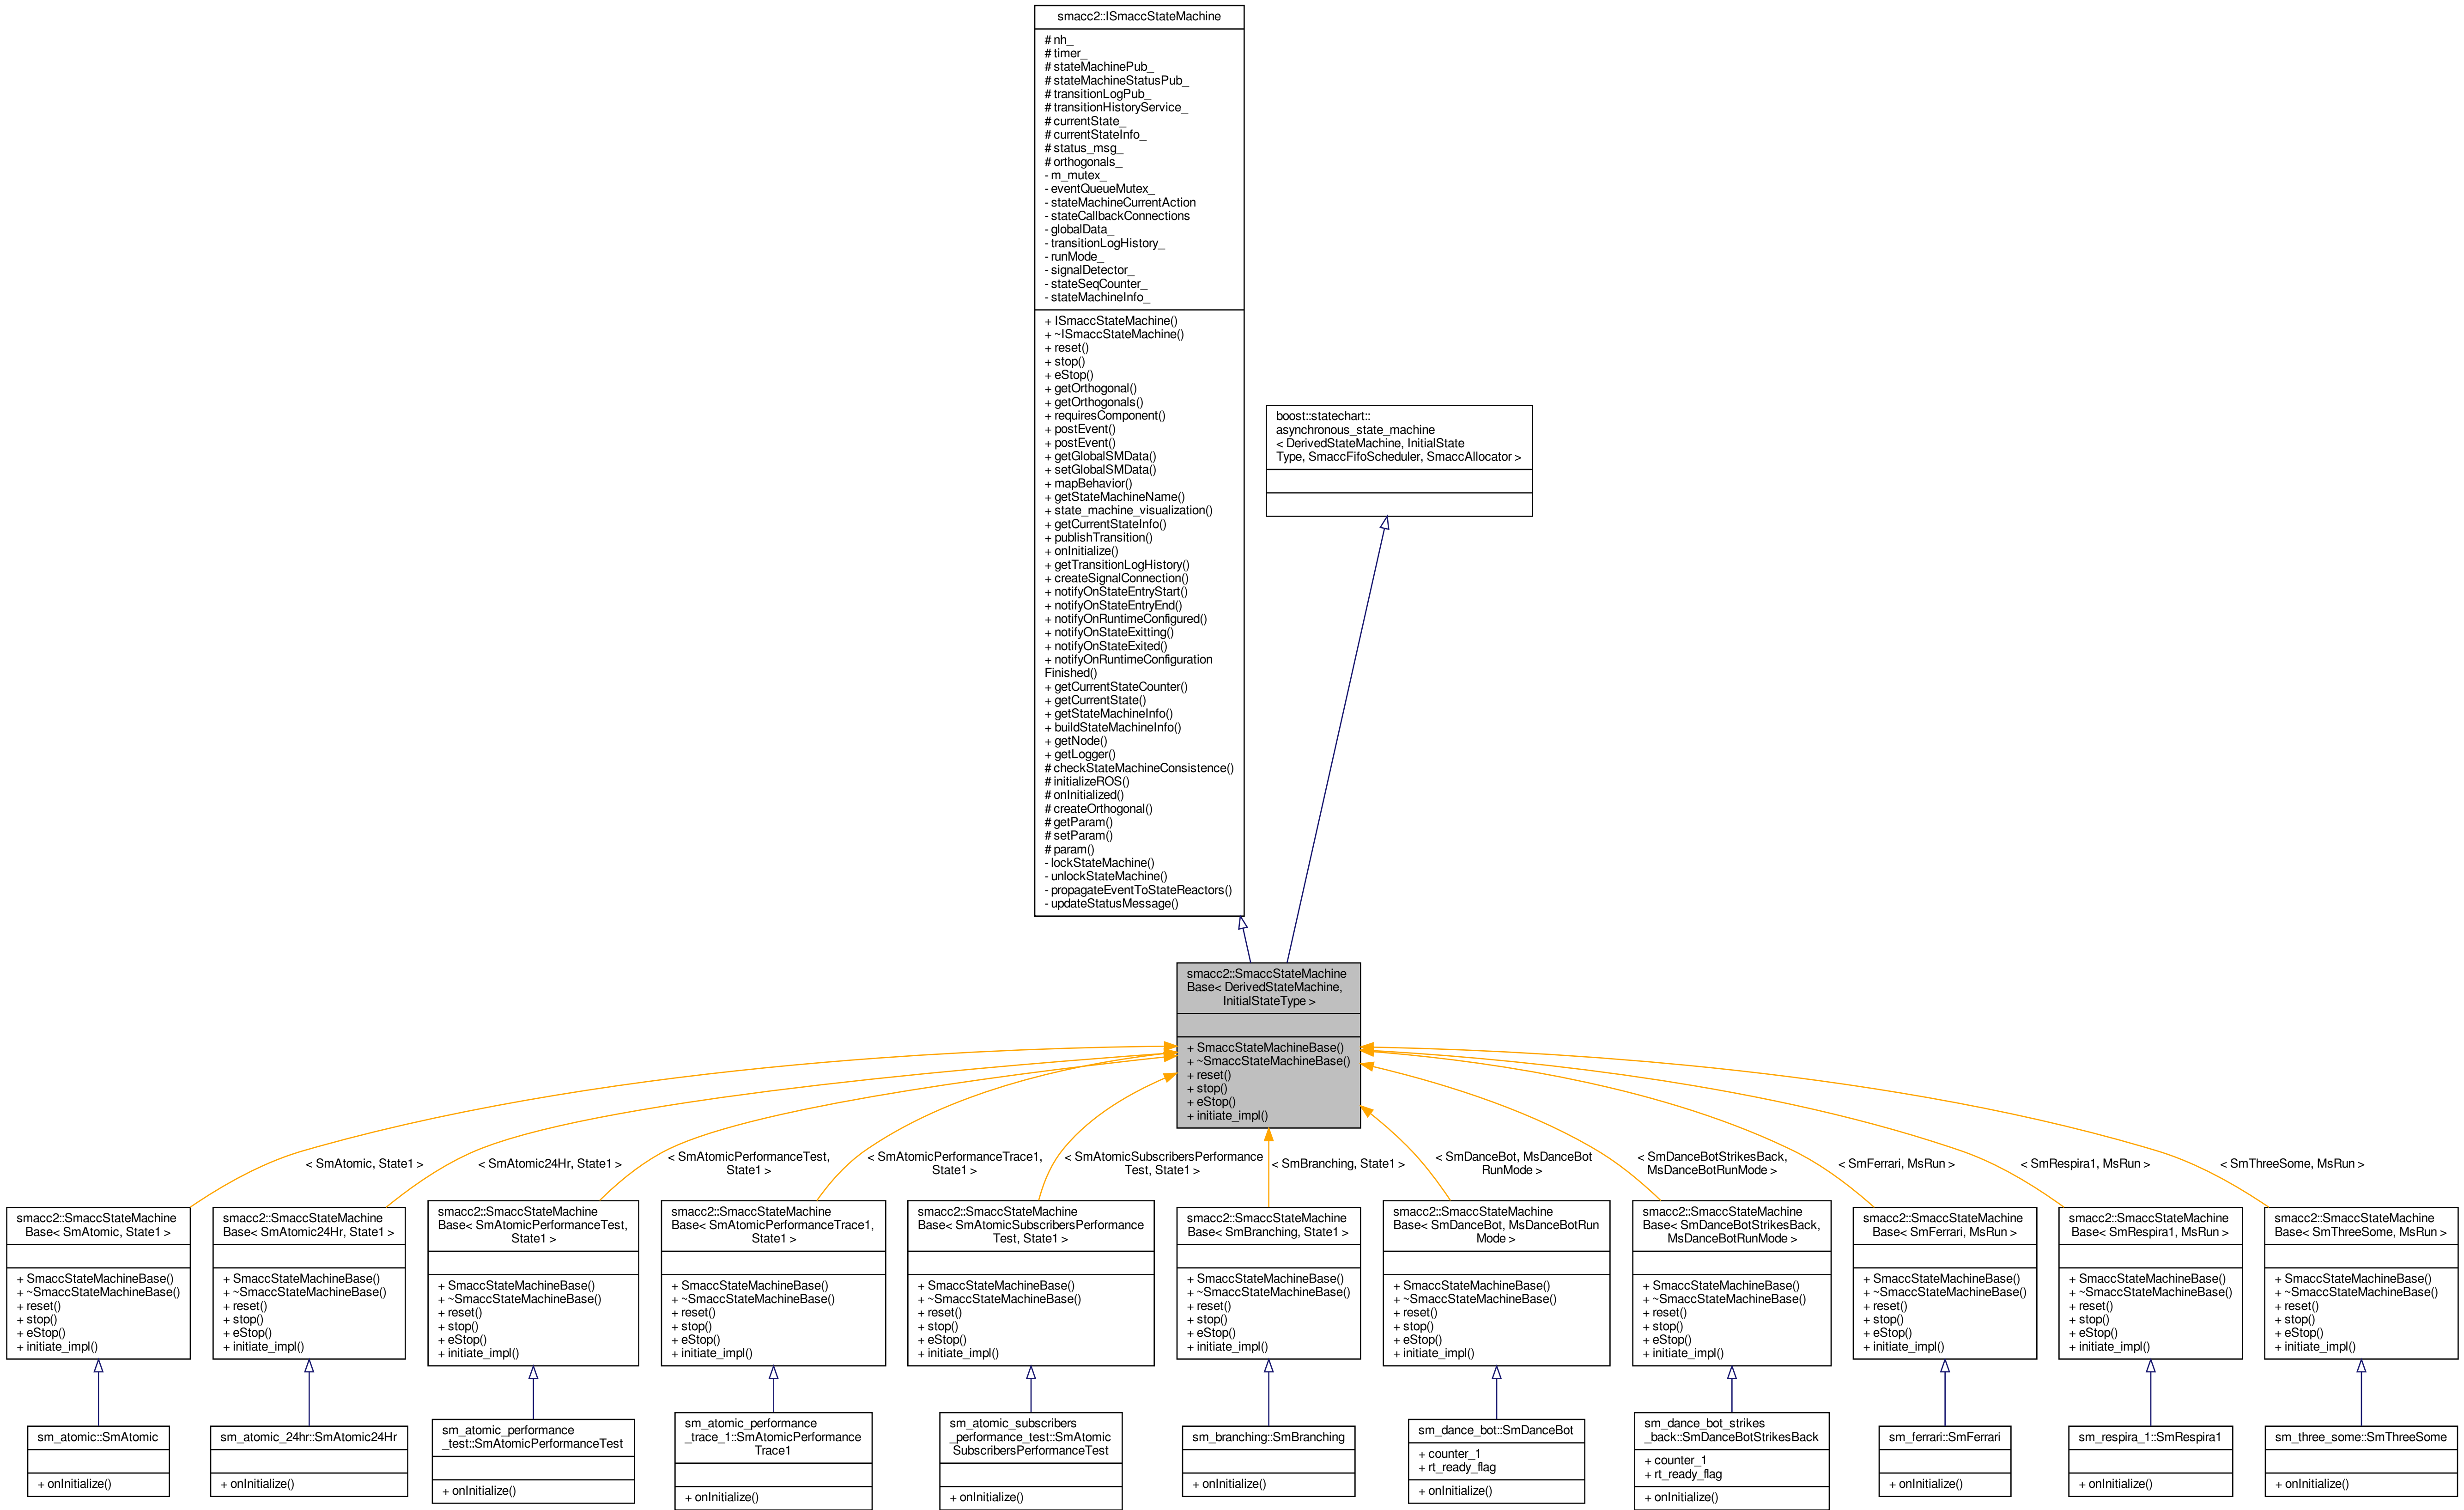 smacc2::ISmaccStateMachine
# nh_
# timer_
# stateMachinePub_
# stateMachineStatusPub_
# transitionLogPub_
# transitionHistoryService_
# currentState_
# currentStateInfo_
# status_msg_
# orthogonals_
- m_mutex_
- eventQueueMutex_
- stateMachineCurrentAction
- stateCallbackConnections
- globalData_
- transitionLogHistory_
- runMode_
- signalDetector_
- stateSeqCounter_
- stateMachineInfo_
+ ISmaccStateMachine()
+ ~ISmaccStateMachine()
+ reset()
+ stop()
+ eStop()
+ getOrthogonal()
+ getOrthogonals()
+ requiresComponent()
+ postEvent()
+ postEvent()
+ getGlobalSMData()
+ setGlobalSMData()
+ mapBehavior()
+ getStateMachineName()
+ state_machine_visualization()
+ getCurrentStateInfo()
+ publishTransition()
+ onInitialize()
+ getTransitionLogHistory()
+ createSignalConnection()
+ notifyOnStateEntryStart()
+ notifyOnStateEntryEnd()
+ notifyOnRuntimeConfigured()
+ notifyOnStateExitting()
+ notifyOnStateExited()
+ notifyOnRuntimeConfiguration
Finished()
+ getCurrentStateCounter()
+ getCurrentState()
+ getStateMachineInfo()
+ buildStateMachineInfo()
+ getNode()
+ getLogger()
# checkStateMachineConsistence()
# initializeROS()
# onInitialized()
# createOrthogonal()
# getParam()
# setParam()
# param()
- lockStateMachine()
- unlockStateMachine()
- propagateEventToStateReactors()
- updateStatusMessage()
boost::statechart::
asynchronous_state_machine
< DerivedStateMachine, InitialState
Type, SmaccFifoScheduler, SmaccAllocator >
smacc2::SmaccStateMachine
Base< DerivedStateMachine,
InitialStateType >
+ SmaccStateMachineBase()
+ ~SmaccStateMachineBase()
+ reset()
+ stop()
+ eStop()
+ initiate_impl()
< SmAtomic, State1 >
< SmAtomic24Hr, State1 >
< SmAtomicPerformanceTest,
State1 >
< SmAtomicPerformanceTrace1,
State1 >
< SmAtomicSubscribersPerformance
Test, State1 >
< SmBranching, State1 >
< SmDanceBot, MsDanceBot
RunMode >
< SmDanceBotStrikesBack,
MsDanceBotRunMode >
< SmFerrari, MsRun >
< SmRespira1, MsRun >
< SmThreeSome, MsRun >
smacc2::SmaccStateMachine
Base< SmAtomic, State1 >
+ SmaccStateMachineBase()
+ ~SmaccStateMachineBase()
+ reset()
+ stop()
+ eStop()
+ initiate_impl()
smacc2::SmaccStateMachine
Base< SmAtomic24Hr, State1 >
+ SmaccStateMachineBase()
+ ~SmaccStateMachineBase()
+ reset()
+ stop()
+ eStop()
+ initiate_impl()
smacc2::SmaccStateMachine
Base< SmAtomicPerformanceTest,
State1 >
+ SmaccStateMachineBase()
+ ~SmaccStateMachineBase()
+ reset()
+ stop()
+ eStop()
+ initiate_impl()
smacc2::SmaccStateMachine
Base< SmAtomicPerformanceTrace1,
State1 >
+ SmaccStateMachineBase()
+ ~SmaccStateMachineBase()
+ reset()
+ stop()
+ eStop()
+ initiate_impl()
smacc2::SmaccStateMachine
Base< SmAtomicSubscribersPerformance
Test, State1 >
+ SmaccStateMachineBase()
+ ~SmaccStateMachineBase()
+ reset()
+ stop()
+ eStop()
+ initiate_impl()
smacc2::SmaccStateMachine
Base< SmBranching, State1 >
+ SmaccStateMachineBase()
+ ~SmaccStateMachineBase()
+ reset()
+ stop()
+ eStop()
+ initiate_impl()
smacc2::SmaccStateMachine
Base< SmDanceBot, MsDanceBotRun
Mode >
+ SmaccStateMachineBase()
+ ~SmaccStateMachineBase()
+ reset()
+ stop()
+ eStop()
+ initiate_impl()
smacc2::SmaccStateMachine
Base< SmDanceBotStrikesBack,
MsDanceBotRunMode >
+ SmaccStateMachineBase()
+ ~SmaccStateMachineBase()
+ reset()
+ stop()
+ eStop()
+ initiate_impl()
smacc2::SmaccStateMachine
Base< SmFerrari, MsRun >
+ SmaccStateMachineBase()
+ ~SmaccStateMachineBase()
+ reset()
+ stop()
+ eStop()
+ initiate_impl()
smacc2::SmaccStateMachine
Base< SmRespira1, MsRun >
+ SmaccStateMachineBase()
+ ~SmaccStateMachineBase()
+ reset()
+ stop()
+ eStop()
+ initiate_impl()
smacc2::SmaccStateMachine
Base< SmThreeSome, MsRun >
+ SmaccStateMachineBase()
+ ~SmaccStateMachineBase()
+ reset()
+ stop()
+ eStop()
+ initiate_impl()
sm_atomic::SmAtomic
+ onInitialize()
sm_atomic_24hr::SmAtomic24Hr
+ onInitialize()
sm_atomic_performance
_test::SmAtomicPerformanceTest
+ onInitialize()
sm_atomic_performance
_trace_1::SmAtomicPerformance
Trace1
+ onInitialize()
sm_atomic_subscribers
_performance_test::SmAtomic
SubscribersPerformanceTest
+ onInitialize()
sm_branching::SmBranching
+ onInitialize()
sm_dance_bot::SmDanceBot
+ counter_1
+ rt_ready_flag
+ onInitialize()
sm_dance_bot_strikes
_back::SmDanceBotStrikesBack
+ counter_1
+ rt_ready_flag
+ onInitialize()
sm_ferrari::SmFerrari
+ onInitialize()
sm_respira_1::SmRespira1
+ onInitialize()
sm_three_some::SmThreeSome
+ onInitialize()